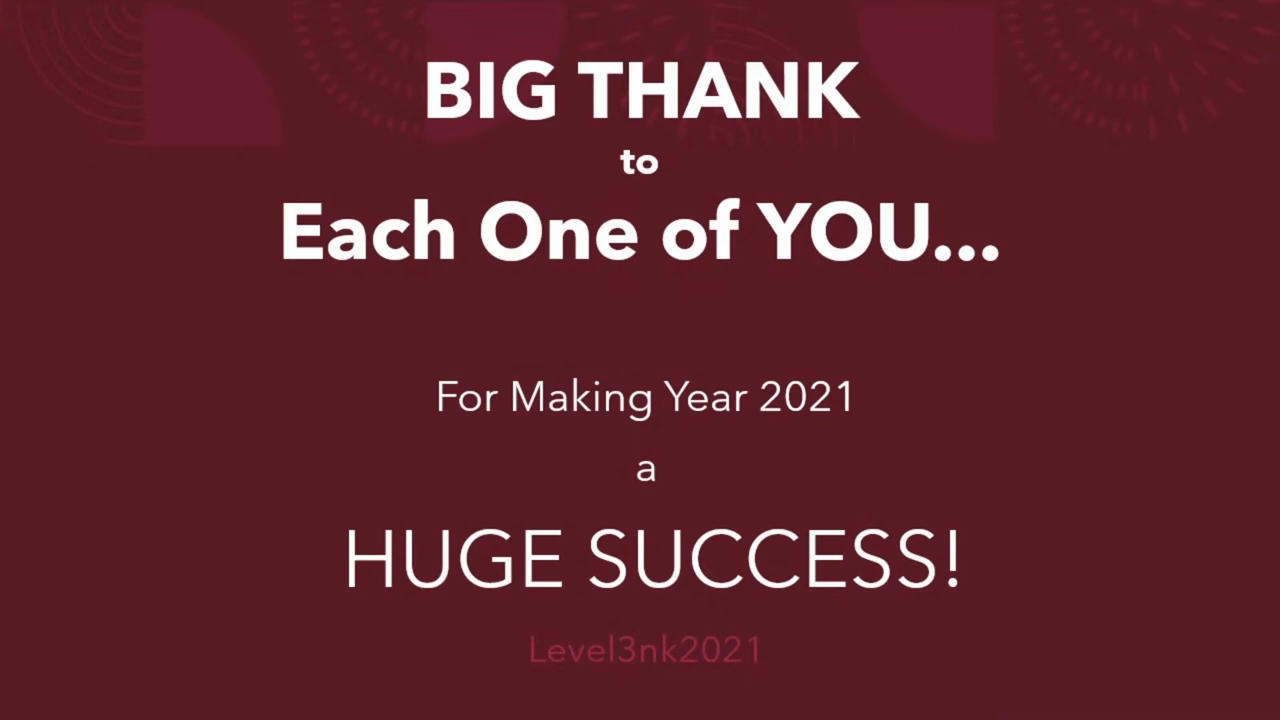 BIG THANK
to
Each One of YOU...
For Making Year 2021
a
HUGE SUCCESS!
Level3nk2021